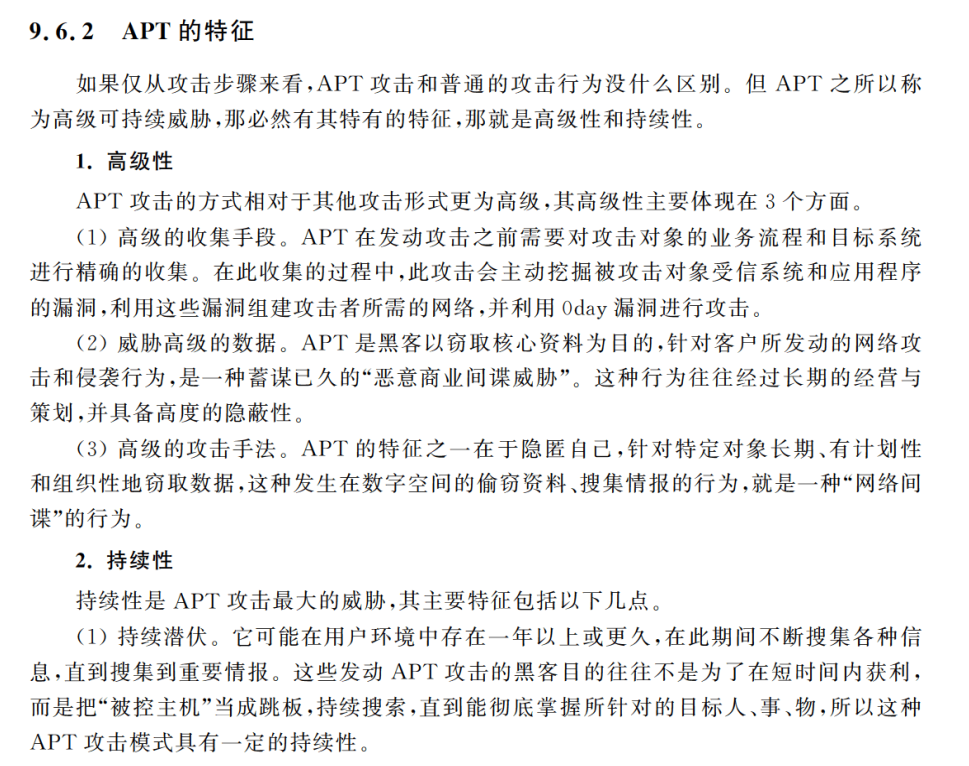 9.6.2 APT 的特征
如果仅从攻击步骤来看,APT 攻击和普通的攻击行为没什么区别。但 APT 之所以称
为高级可持续威胁,那必然有其特有的特征,那就是高级性和持续性。
1. 高级性
APT 攻击的方式相对于其他攻击形式更为高级,其高级性主要体现在 3 个方面。
(1) 高级的收集手段。APT 在发动攻击之前需要对攻击对象的业务流程和目标系统
进行精确的收集。在此收集的过程中,此攻击会主动挖掘被攻击对象受信系统和应用程序
的漏洞,利用这些漏洞组建攻击者所需的网络,并利用 0day 漏洞进行攻击。
(2) 威胁高级的数据。APT 是黑客以窃取核心资料为目的,针对客户所发动的网络攻
击和侵袭行为,是一种蓄谋已久的“恶意商业间谍威胁”。这种行为往往经过长期的经营与
策划,并具备高度的隐蔽性。
(3) 高级的攻击手法。APT 的特征之一在于隐匿自己,针对特定对象长期、有计划性
和组织性地窃取数据,这种发生在数字空间的偷窃资料、搜集情报的行为,就是一种“网络间
谍”的行为。
2. 持续性
持续性是 APT 攻击最大的威胁,其主要特征包括以下几点。
(1) 持续潜伏。它可能在用户环境中存在一年以上或更久,在此期间不断搜集各种信
息,直到搜集到重要情报。这些发动 APT 攻击的黑客目的往往不是为了在短时间内获利,
而是把“被控主机”当成跳板,持续搜索,直到能彻底掌握所针对的目标人、事、物,所以这种
APT 攻击模式具有一定的持续性。